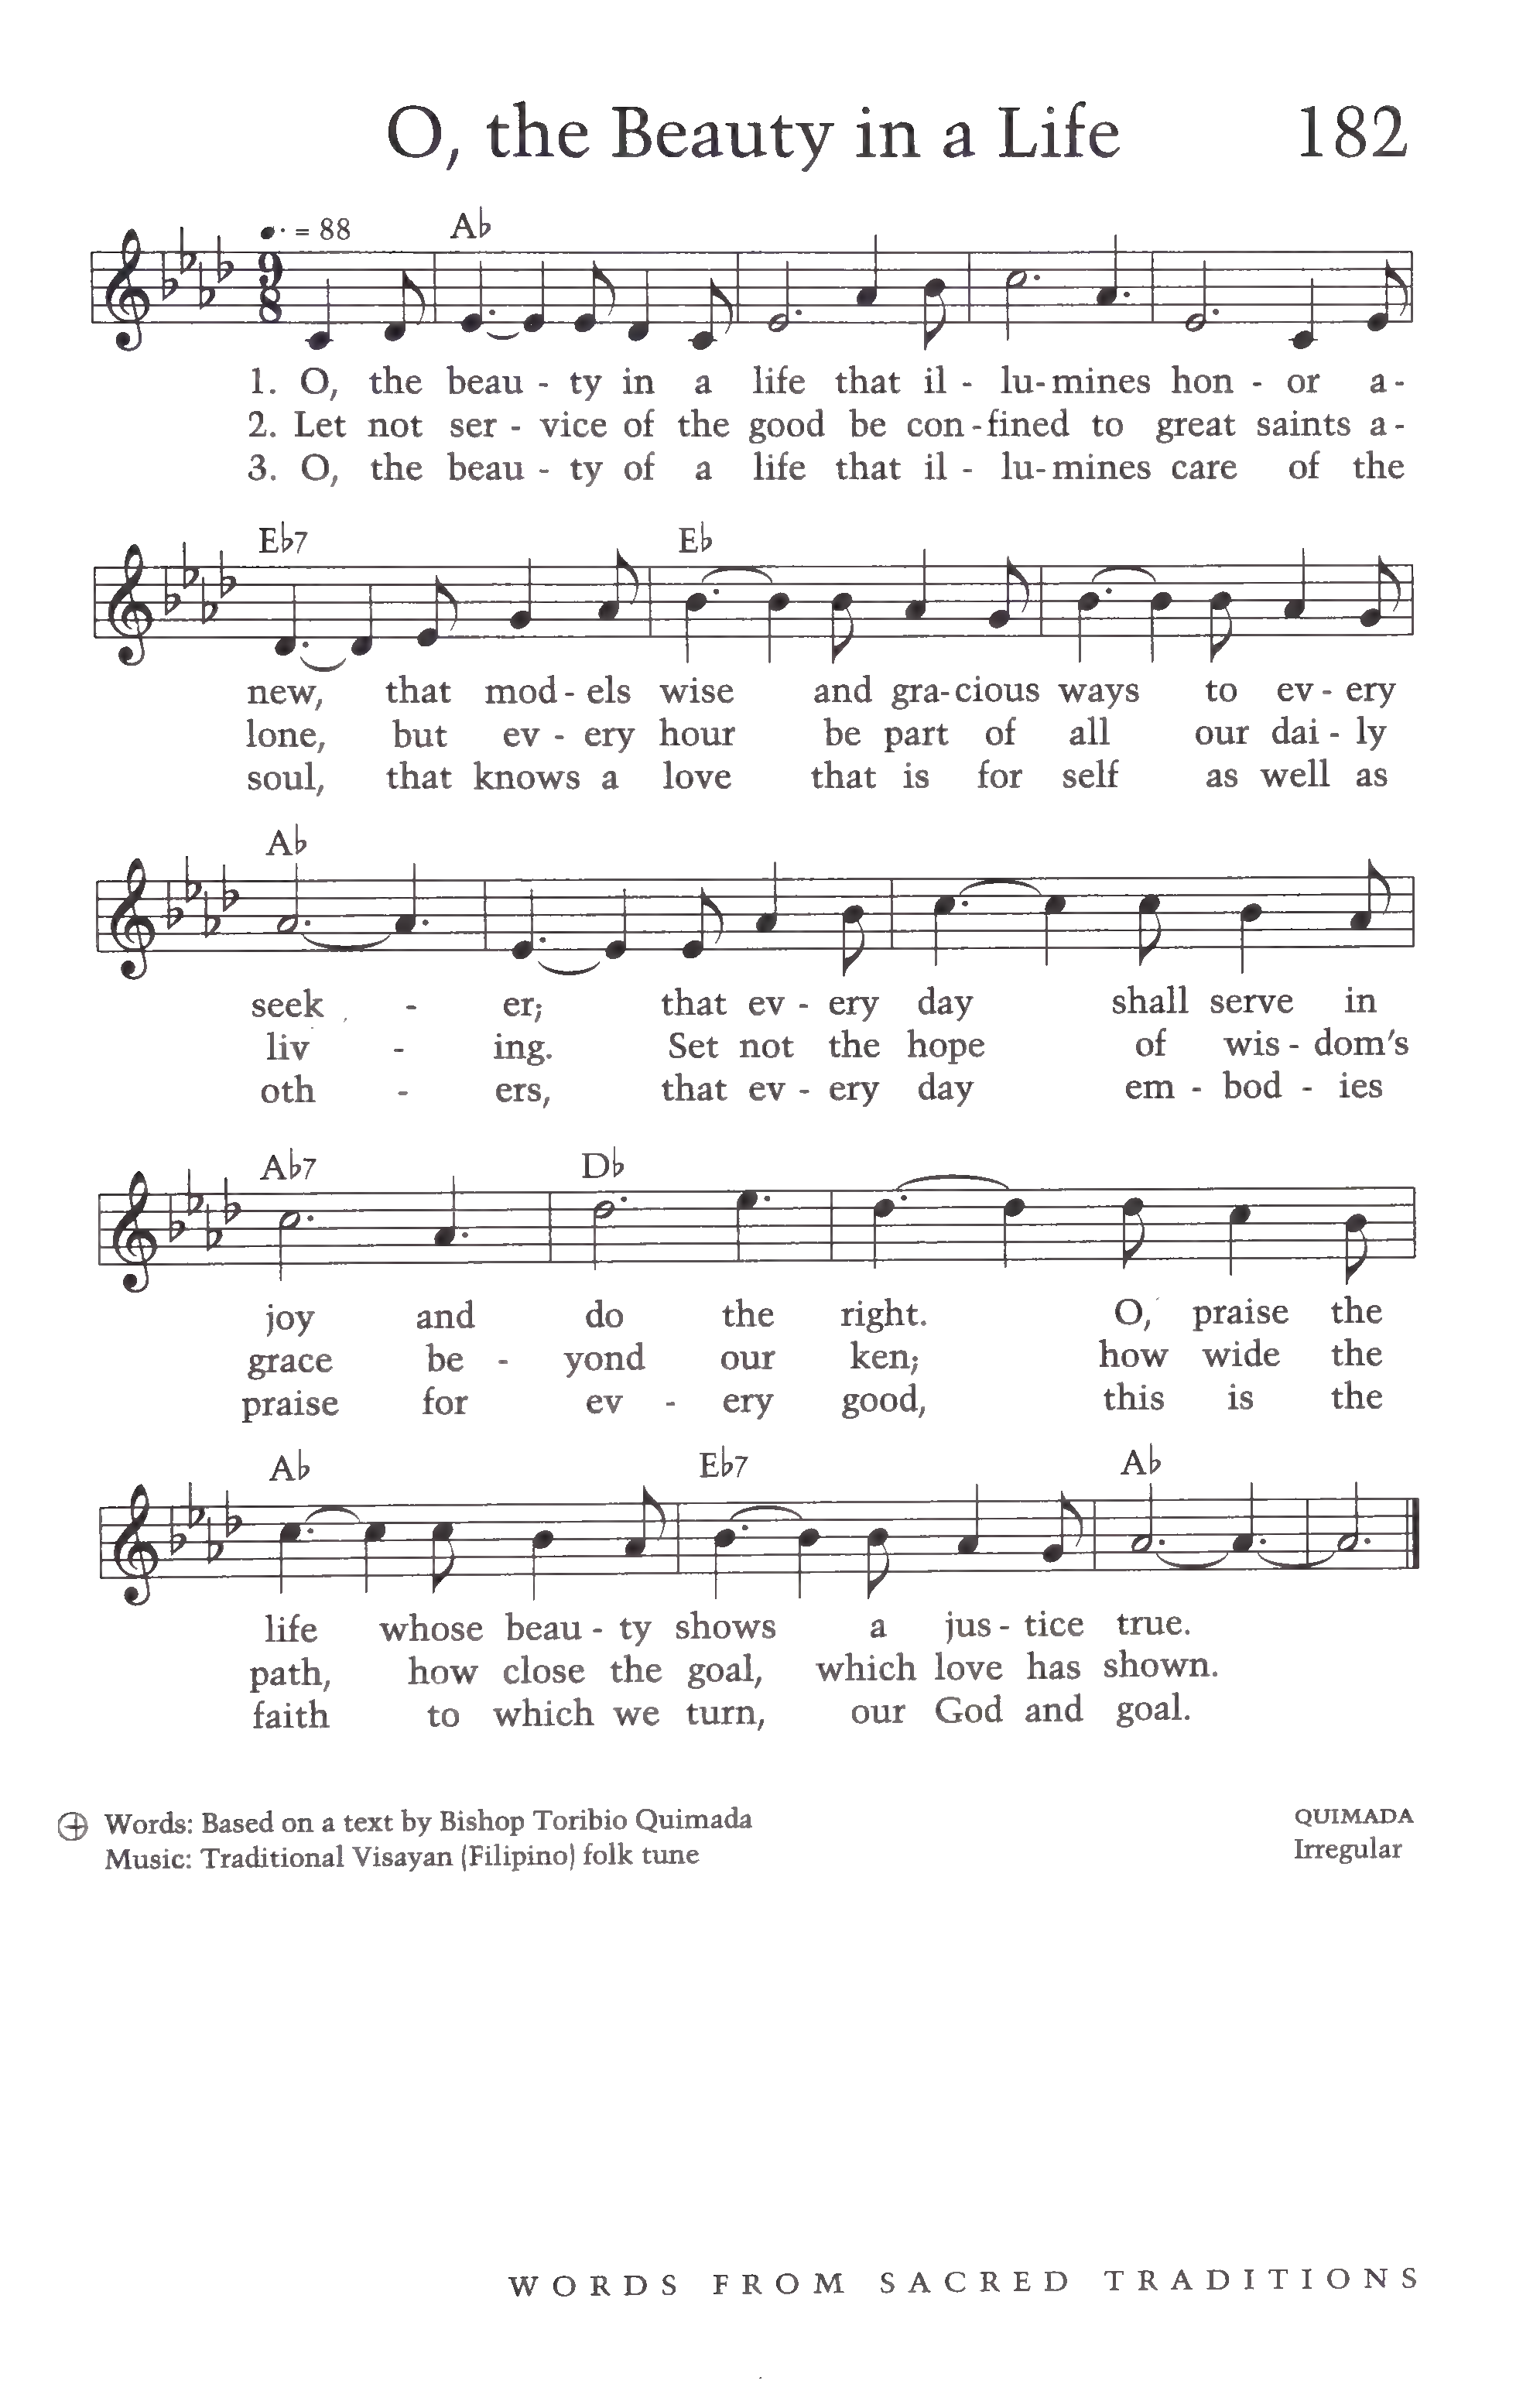 O, the Beauty in a Life 182
♩. = 88 A♭
9/8
1. O, the beau - ty in a life that il - lu-mines hon - or a-
2. Let not ser - vice of the good be con-fined to great saints a-
3. O, the beau - ty of a life that il - lu-mines care of the
E♭7 E♭
new, that mod - els wise and gra-cious ways to ev - ery
lone, but ev - ery hour be part of all our dai - ly
soul, that knows a love that is for self as well as
A♭
seek - er; that ev - ery day shall serve in
liv - ing. Set not the hope of wis - dom's
oth - ers, that ev - ery day em - bod - ies
A♭7 D♭
joy and do the right. O, praise the
grace be - yond our ken; how wide the
praise for ev - ery good, this is the
A♭ E♭7 A♭
life whose beau - ty shows a jus - tice true.
path, how close the goal, which love has shown.
faith to which we turn, our God and goal.
Words: Based on a text by Bishop Toribio Quimada QUIMADA
Music: Traditional Visayan (Filipino) folk tune Irregular
WORDS FROM SACRED TRADITIONS